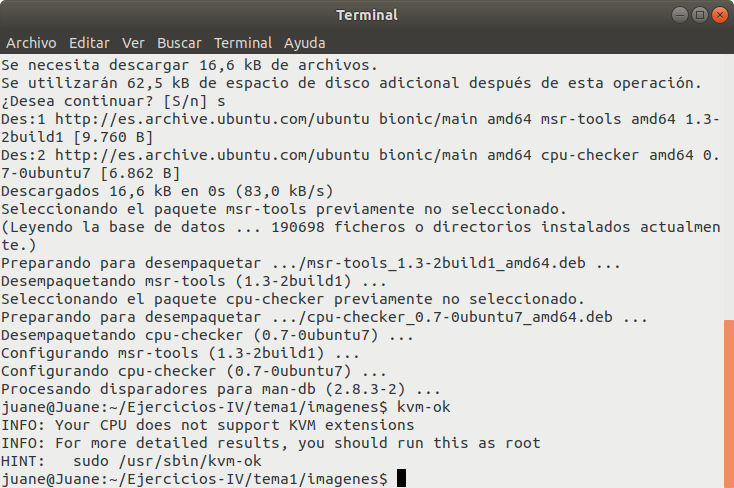 Terminal
Archivo Editar Ver Buscar Terminal Ayuda
Se necesita descargar 16,6 kB de archivos.
Se utilizarán 62,5 kB de espacio de disco adicional después de esta operación.
¿Desea continuar? [S/n] s
Des:1 http://es.archive.ubuntu.com/ubuntu bionic/main amd64 msr-tools amd64 1.3-
2build1 [9.760 B]
Des:2 http://es.archive.ubuntu.com/ubuntu bionic/main amd64 cpu-checker amd64 0.
7-0ubuntu7 [6.862 B]
Descargados 16,6 kB en 0s (83,0 kB/s)
Seleccionando el paquete msr-tools previamente no seleccionado.
(Leyendo la base de datos ... 190698 ficheros o directorios instalados actualmen
te.)
Preparando para desempaquetar .../msr-tools_1.3-2build1_amd64.deb ...
Desempaquetando msr-tools (1.3-2build1) ...
Seleccionando el paquete cpu-checker previamente no seleccionado.
Preparando para desempaquetar .../cpu-checker_0.7-0ubuntu7_amd64.deb ...
Desempaquetando cpu-checker (0.7-0ubuntu7) ...
Configurando msr-tools (1.3-2build1) ...
Configurando cpu-checker (0.7-0ubuntu7) ...
Procesando disparadores para man-db (2.8.3-2) ...
juane@Juane:~/Ejercicios-IV/tema1/imagenes$ kvm-ok
INFO: Your CPU does not support KVM extensions
INFO: For more detailed results, you should run this as root
HINT:   sudo /usr/sbin/kvm-ok
juane@Juane:~/Ejercicios-IV/tema1/imagenes$